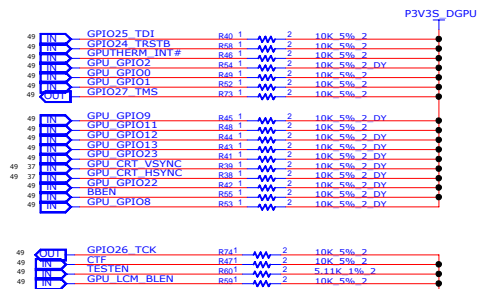 P3V3S_DGPU
49 IN GPIO25_TDI R40 1 2 10K_5%_2
49 IN GPIO24_TRSTB R58 1 2 10K_5%_2
49 IN GPUTHERM_INT# R46 1 2 10K_5%_2
49 IN GPU_GPIO2 R54 1 2 10K_5%_2_DY
49 IN GPU_GPIO0 R49 1 2 10K_5%_2
49 IN GPU_GPIO1 R52 1 2 10K_5%_2
49 OUT GPIO27_TMS R73 1 2 10K_5%_2
49 IN GPU_GPIO9 R45 1 2 10K_5%_2_DY
49 IN GPU_GPIO11 R48 1 2 10K_5%_2
49 IN GPU_GPIO12 R44 1 2 10K_5%_2_DY
49 IN GPU_GPIO13 R43 1 2 10K_5%_2_DY
49 IN GPU_GPIO23 R41 1 2 10K_5%_2_DY
49 37 IN GPU_CRT_VSYNC R39 1 2 10K_5%_2_DY
49 37 IN GPU_CRT_HSYNC R38 1 2 10K_5%_2_DY
49 IN GPU_GPIO22 R42 1 2 10K_5%_2_DY
49 IN BBEN R55 1 2 10K_5%_2_DY
49 IN GPU_GPIO8 R53 1 2 10K_5%_2_DY
49 OUT GPIO26_TCK R74 1 2 10K_5%_2
49 IN CTF R47 1 2 10K_5%_2
49 IN TESTEN R60 1 2 5.11K_1%_2
49 IN GPU_LCM_BLEN R59 1 2 10K_5%_2